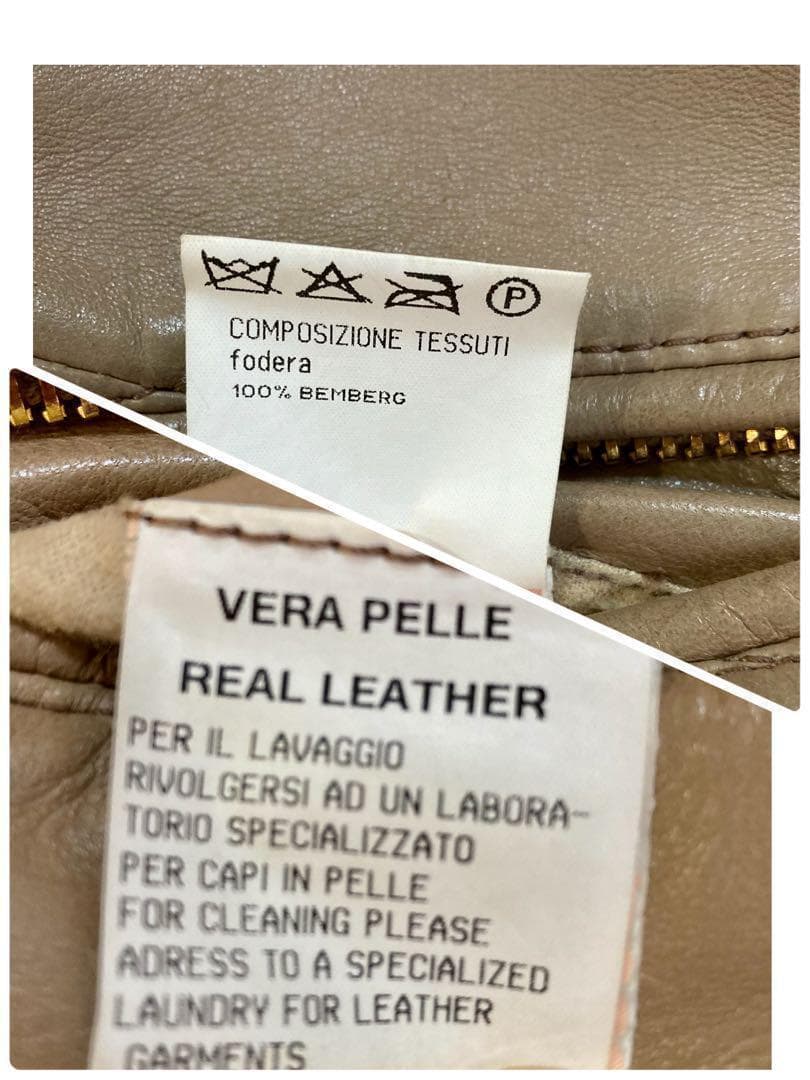 P
COMPOSIZIONE TESSUTI
fodera
100% BEMBERG
VERA PELLE
REAL LEATHER
PER IL LAVAGGIO
RIVOLGERSI AD UN LABORA-
TORIO SPECIALIZZATO
PER CAPI IN PELLE
FOR CLEANING PLEASE
ADRESS TO A SPECIALIZED
LAUNDRY FOR LEATHER
GARMENTS